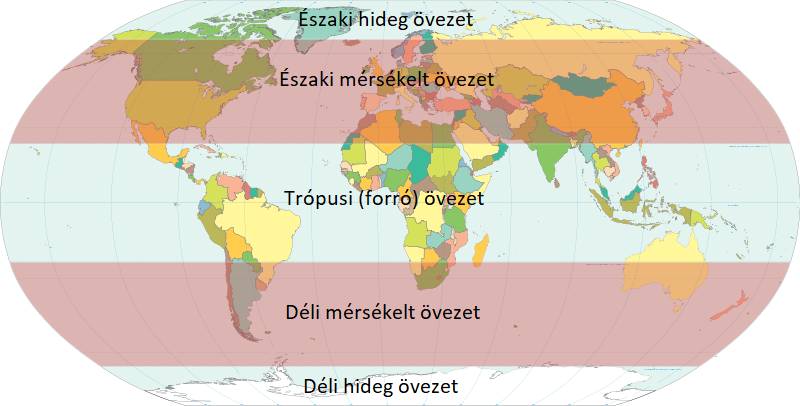 Északi hideg övezet
Északi mérsékelt övezet
Trópusi (forró) övezet
Déli mérsékelt övezet
Déli hideg övezet